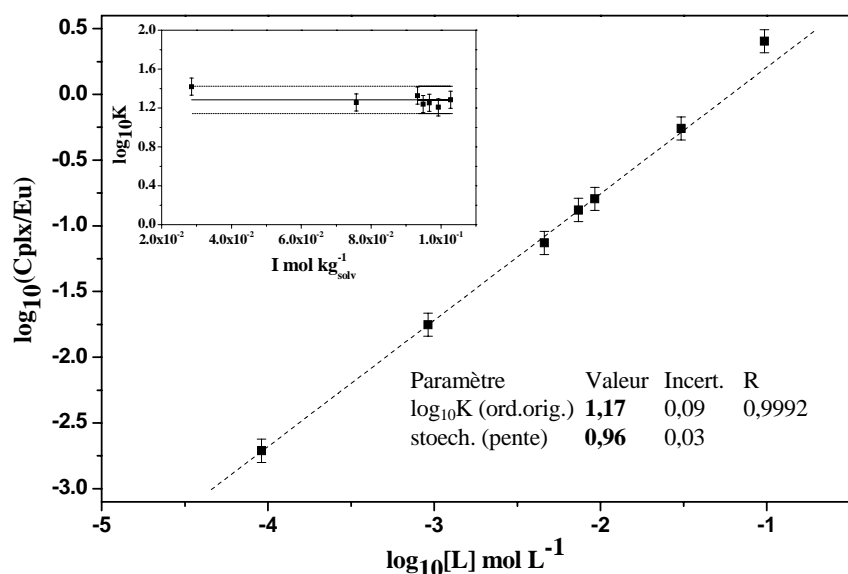 0.5
0.0
-0.5
-1.0
-1.5
-2.0
-2.5
-3.0
log10(Cplx/Eu)
2.0
1.6
1.2
0.8
0.4
0.0
log10K
2.0x10-2 4.0x10-2 6.0x10-2 8.0x10-2 1.0x10-1
I mol kg-1solv
Paramètre Valeur Incert. R
log10K (ord.orig.) 1,17 0,09 0,9992
stoech. (pente) 0,96 0,03
-5 -4 -3 -2 -1
log10[L] mol L-1